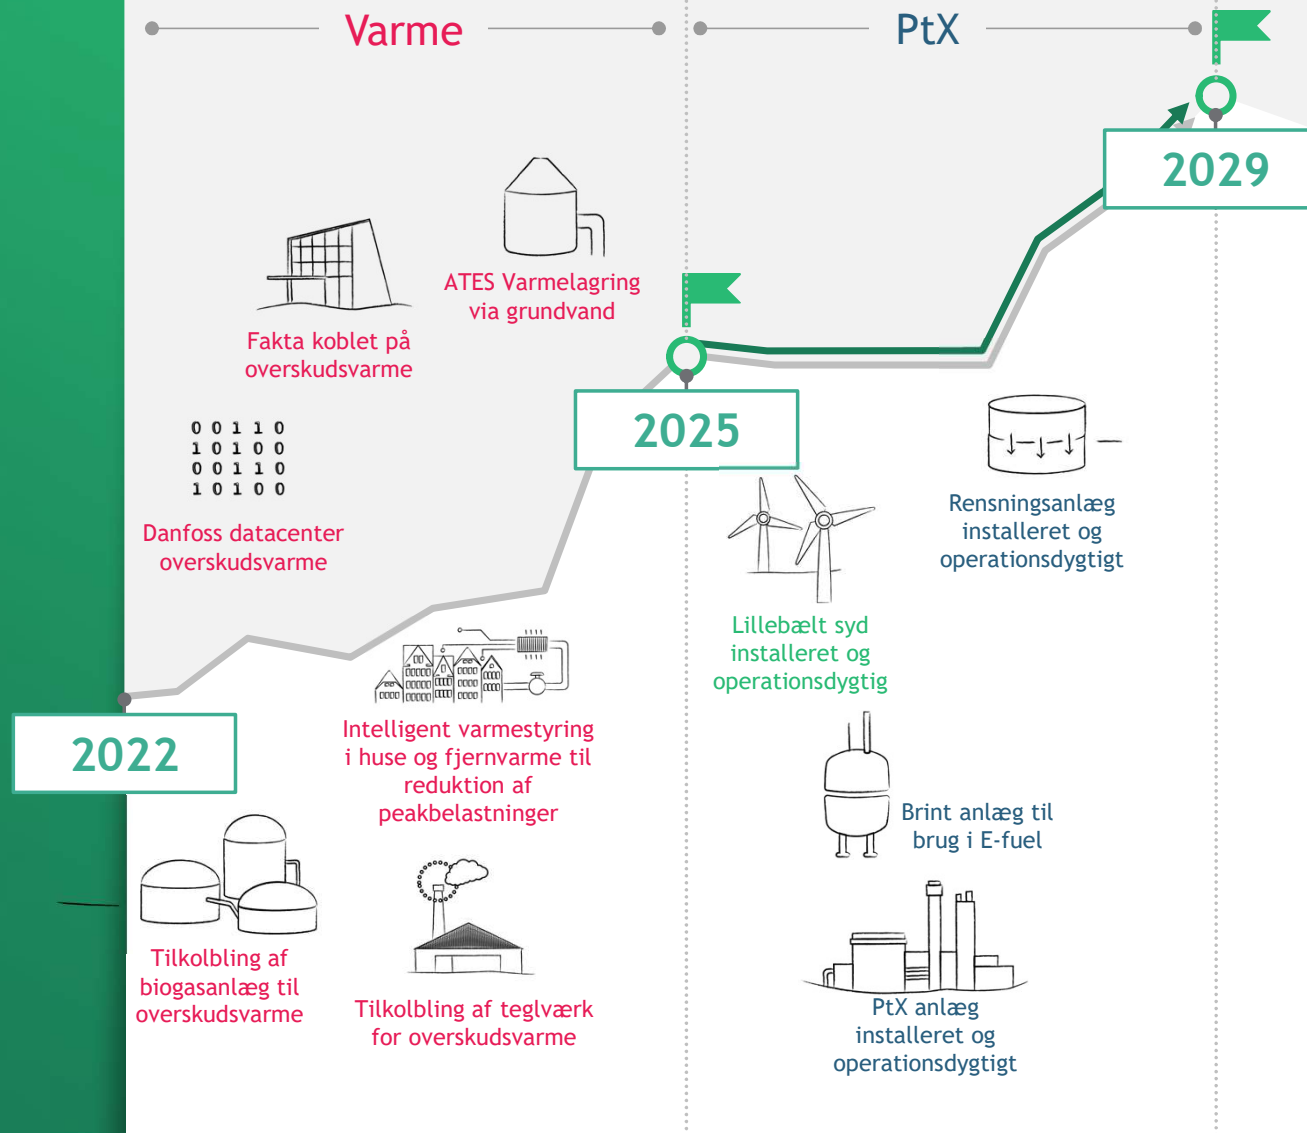 Varme
PtX
2029
ATES Varmelagring
via grundvand
Fakta koblet på
overskudsvarme
2025
0 0 1 1 0
1 0 1 0 0
0 0 1 1 0
1 0 1 0 0
Danfoss datacenter
overskudsvarme
Rensningsanlæg
installeret og
operationsdygtigt
Lillebælt syd
installeret og
operationsdygtig
2022
Intelligent varmestyring
i huse og fjernvarme til
reduktion af
peakbelastninger
Brint anlæg til
brug i E-fuel
Tilkolbling af
biogasanlæg til
overskudsvarme
Tilkolbling af teglværk
for overskudsvarme
PtX anlæg
installeret og
operationsdygtigt